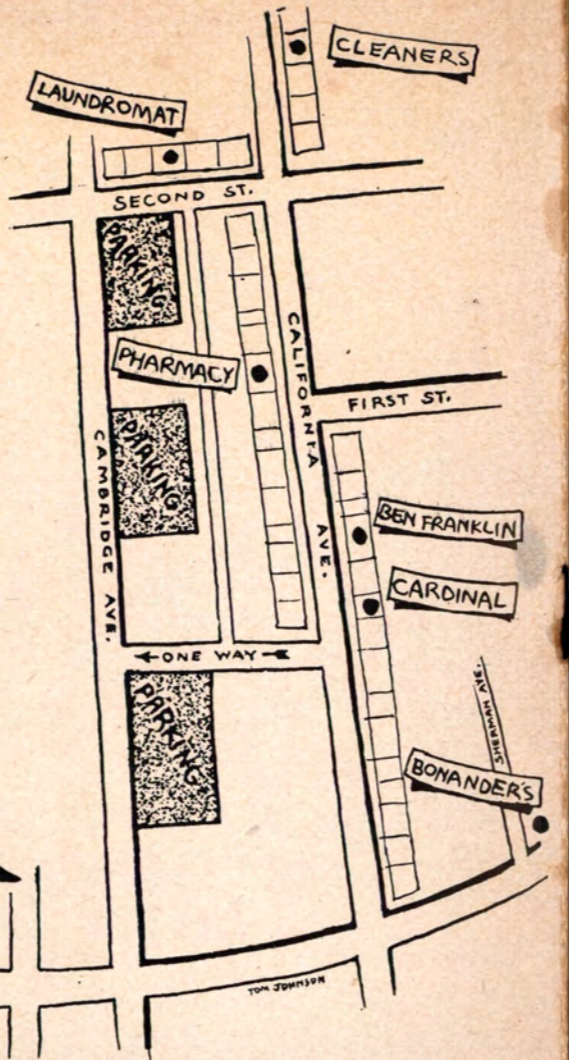 CLEANERS
LAUNDROMAT
SECOND ST.
PARKING
PHARMACY
CALIFORNIA AVE.
FIRST ST.
PARKING
CAMBRIDGE AVE.
BEN FRANKLIN
CARDINAL
ONE WAY
PARKING
SHERMAN AVE.
BONANDER'S
TOM JOHNSON